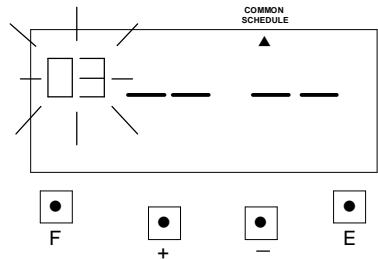 COMMON
SCHEDULE
03 _ _ _ _
F + − E